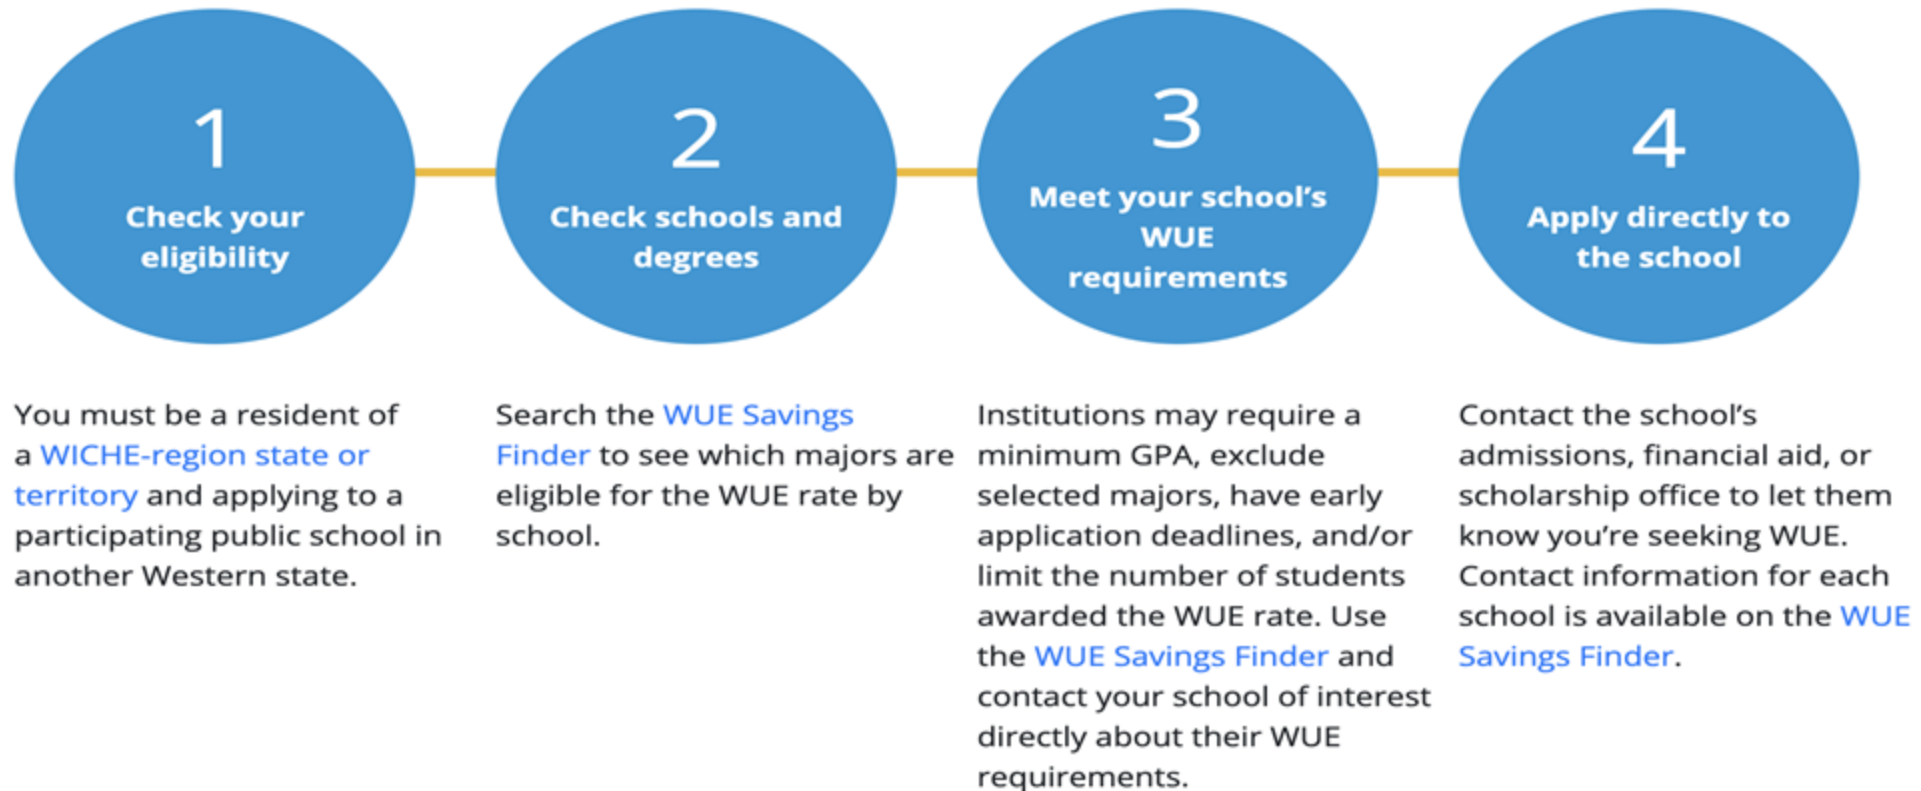 1
Check your
eligibility
You must be a resident of
a WICHE-region state or
territory and applying to a
participating public school in
another Western state.
2
Check schools and
degrees
Search the WUE Savings
Finder to see which majors are
eligible for the WUE rate by
school.
3
Meet your school’s
WUE
requirements
Institutions may require a
minimum GPA, exclude
selected majors, have early
application deadlines, and/or
limit the number of students
awarded the WUE rate. Use
the WUE Savings Finder and
contact your school of interest
directly about their WUE
requirements.
4
Apply directly to
the school
Contact the school’s
admissions, financial aid, or
scholarship office to let them
know you’re seeking WUE.
Contact information for each
school is available on the WUE
Savings Finder.